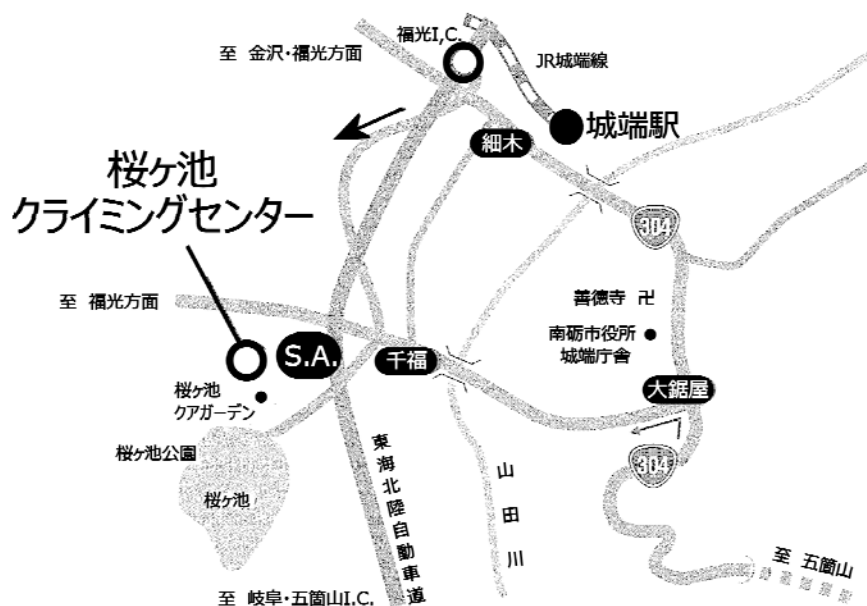 福光I,C.
至 金沢・福光方面
JR城端線
城端駅
細木
桜ヶ池
クライミングセンター
304
至 福光方面
善徳寺 卍
南砺市役所
城端庁舎
S.A.
千福
大鋸屋
桜ヶ池
クアガーデン
桜ヶ池公園
桜ヶ池
東海北陸自動車道
山田川
304
至 五箇山
至 岐阜・五箇山I.C.